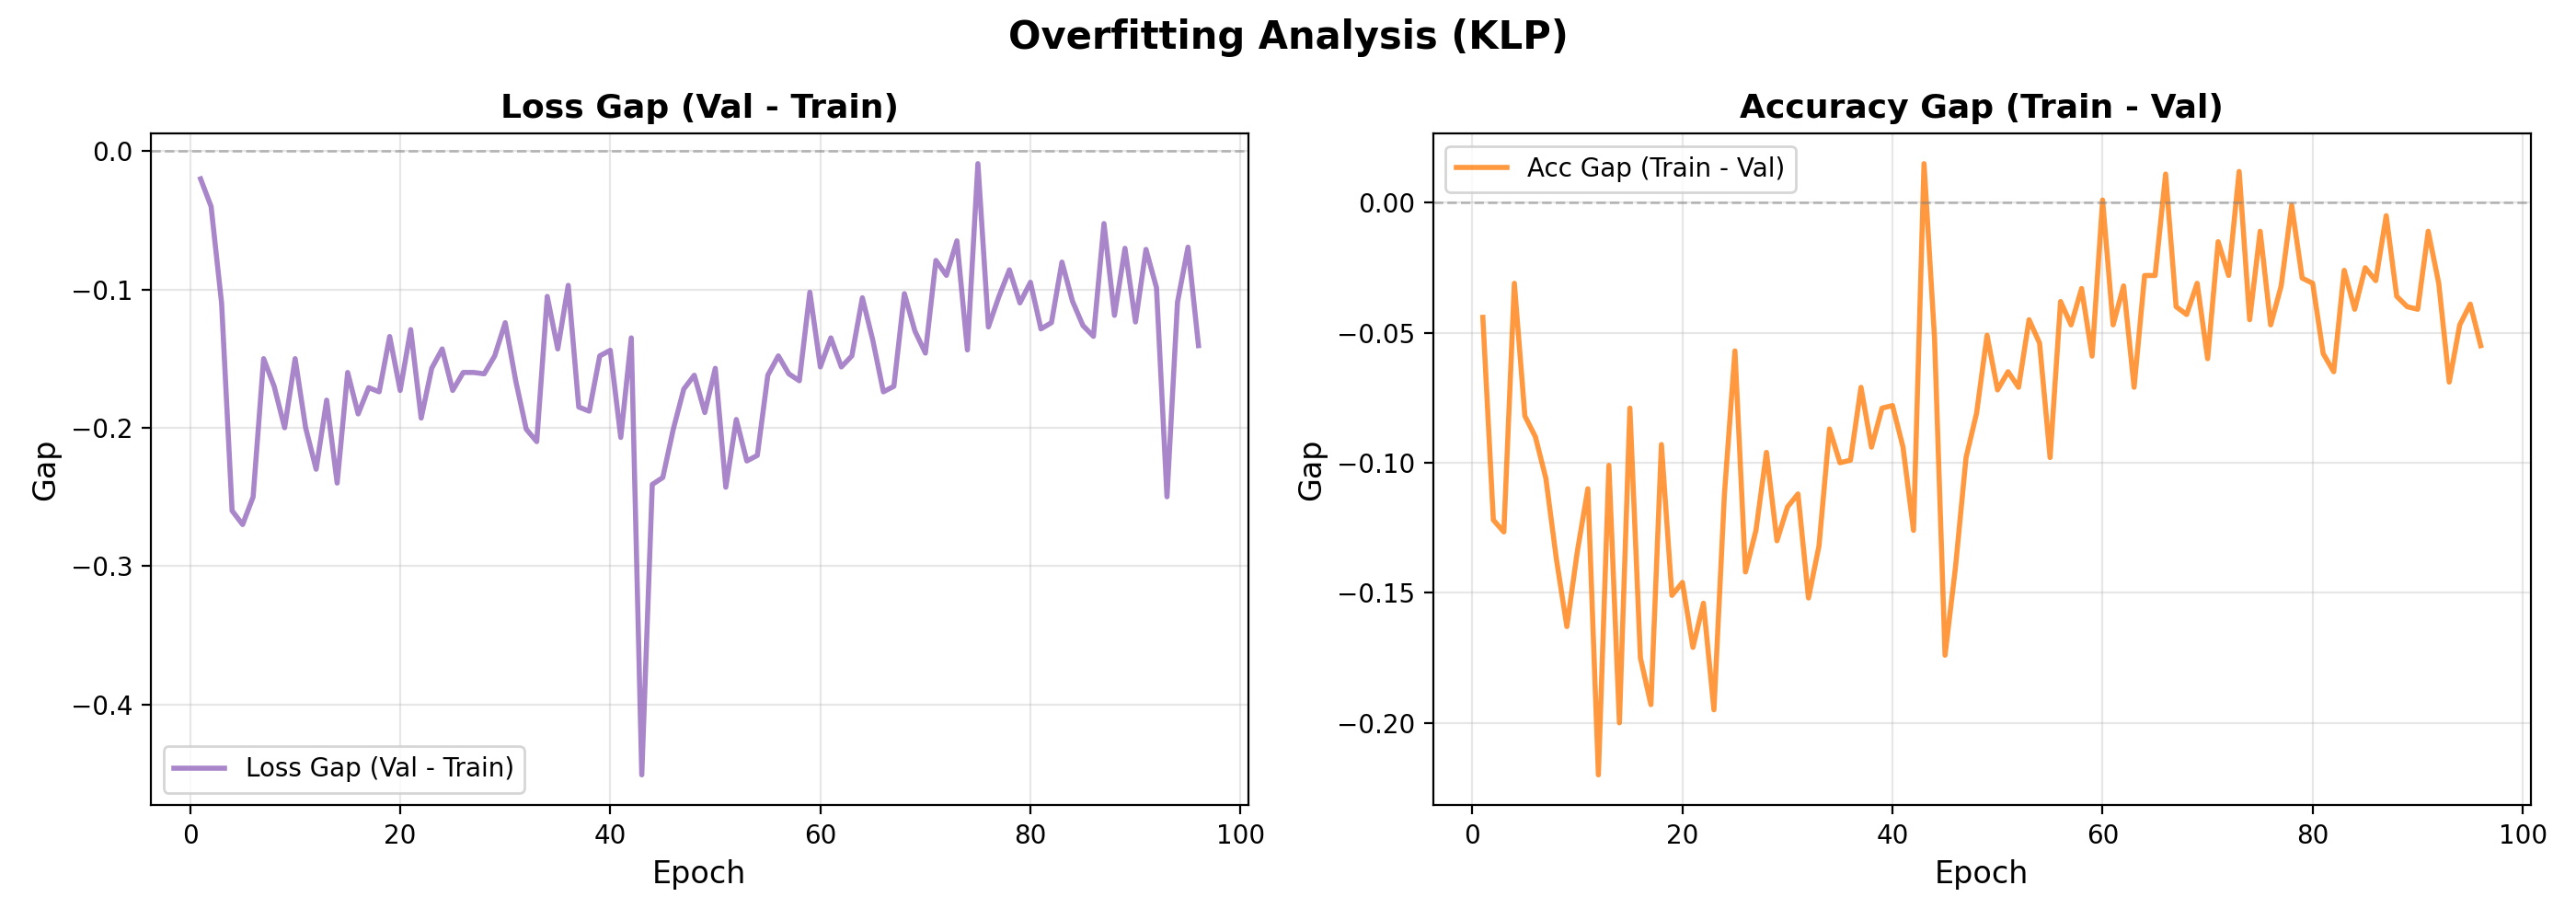 Overfitting Analysis (KLP)
Loss Gap (Val - Train)
0.0
−0.1
−0.2
−0.3
−0.4
Gap
Loss Gap (Val - Train)
0 20 40 60 80 100
Epoch
Accuracy Gap (Train - Val)
Acc Gap (Train - Val)
0.00
−0.05
−0.10
−0.15
−0.20
Gap
0 20 40 60 80 100
Epoch